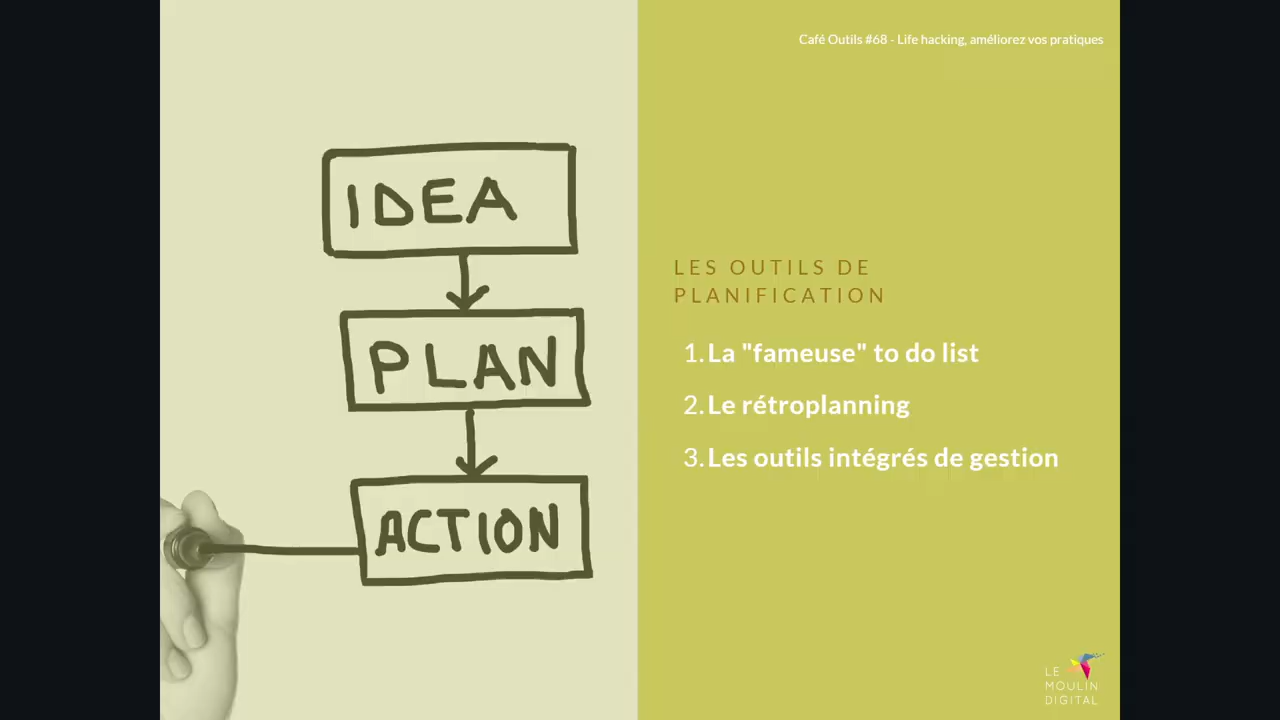 Café Outils #68 - Life hacking, améliorez vos pratiques
IDEA
PLAN
ACTION
LES OUTILS DE
PLANIFICATION
1. La "fameuse" to do list
2. Le rétroplanning
3. Les outils intégrés de gestion
LE
MOULIN
DIGITAL